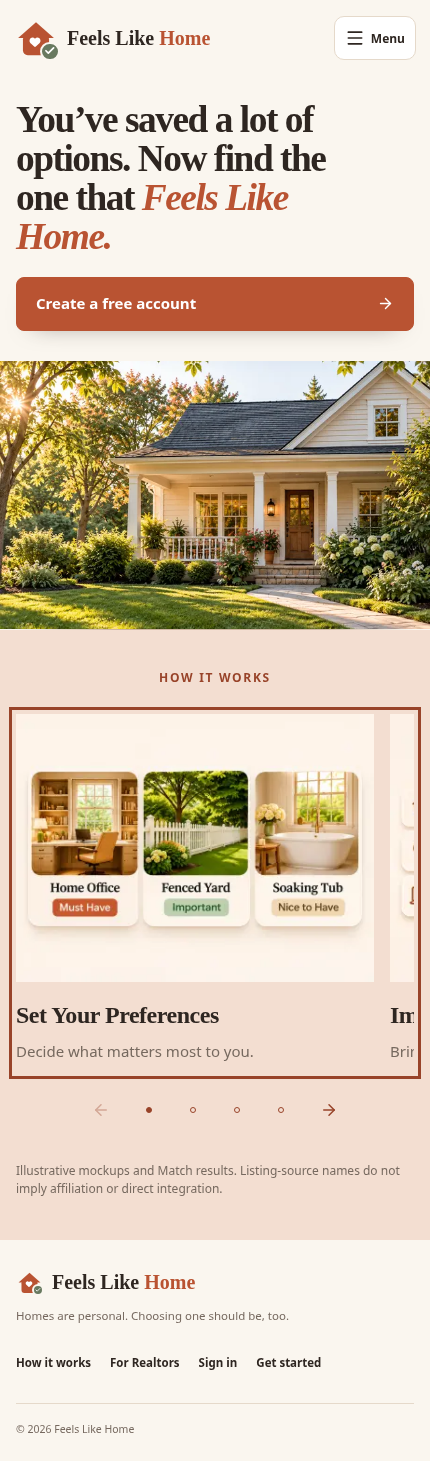 Feels Like Home
Menu
You’ve saved a lot of
options. Now find the
one that Feels Like
Home.
Create a free account
HOW IT WORKS
Home Office
Must Have
Fenced Yard
Important
Soaking Tub
Nice to Have
Set Your Preferences
Decide what matters most to you.
Illustrative mockups and Match results. Listing-source names do not
imply affiliation or direct integration.
Feels Like Home
Homes are personal. Choosing one should be, too.
How it works
For Realtors
Sign in
Get started
© 2026 Feels Like Home